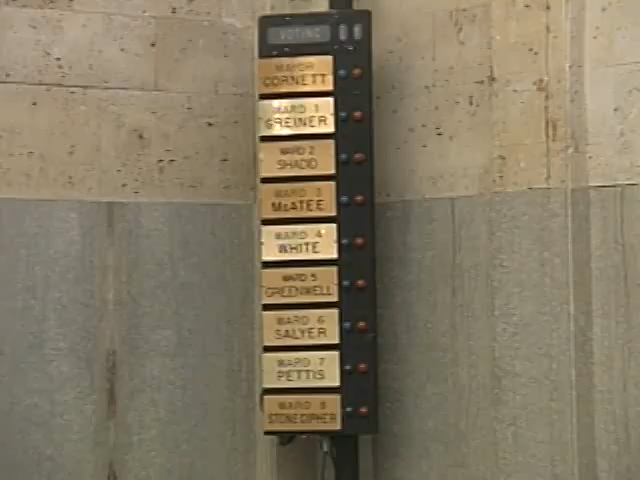 VOTING
MAYOR
CORNETT
WARD 1
GREINER
WARD 2
SHADID
WARD 3
McATEE
WARD 4
WHITE
WARD 5
GREENWELL
WARD 6
SALYER
WARD 7
PETTIS
WARD 8
STONECIPHER